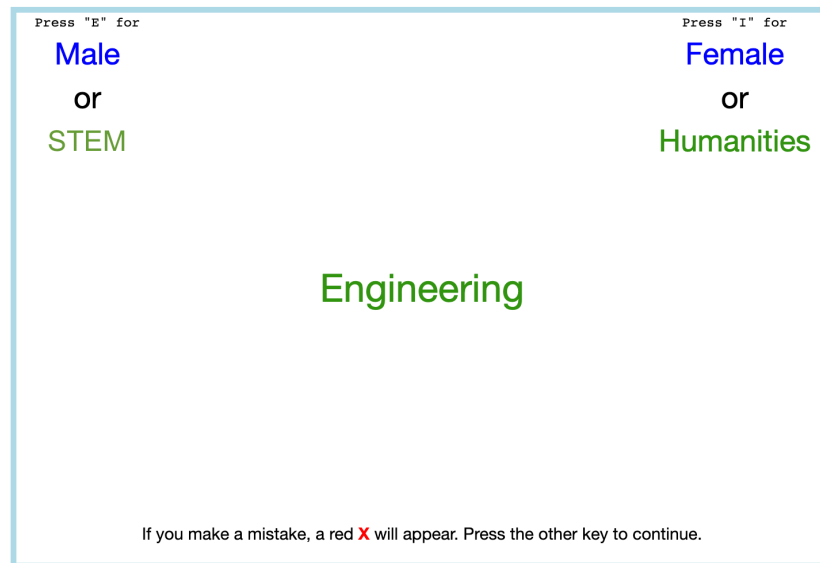 Press "E" for
Male
or
STEM
Press "I" for
Female
or
Humanities
Engineering
If you make a mistake, a red X will appear. Press the other key to continue.